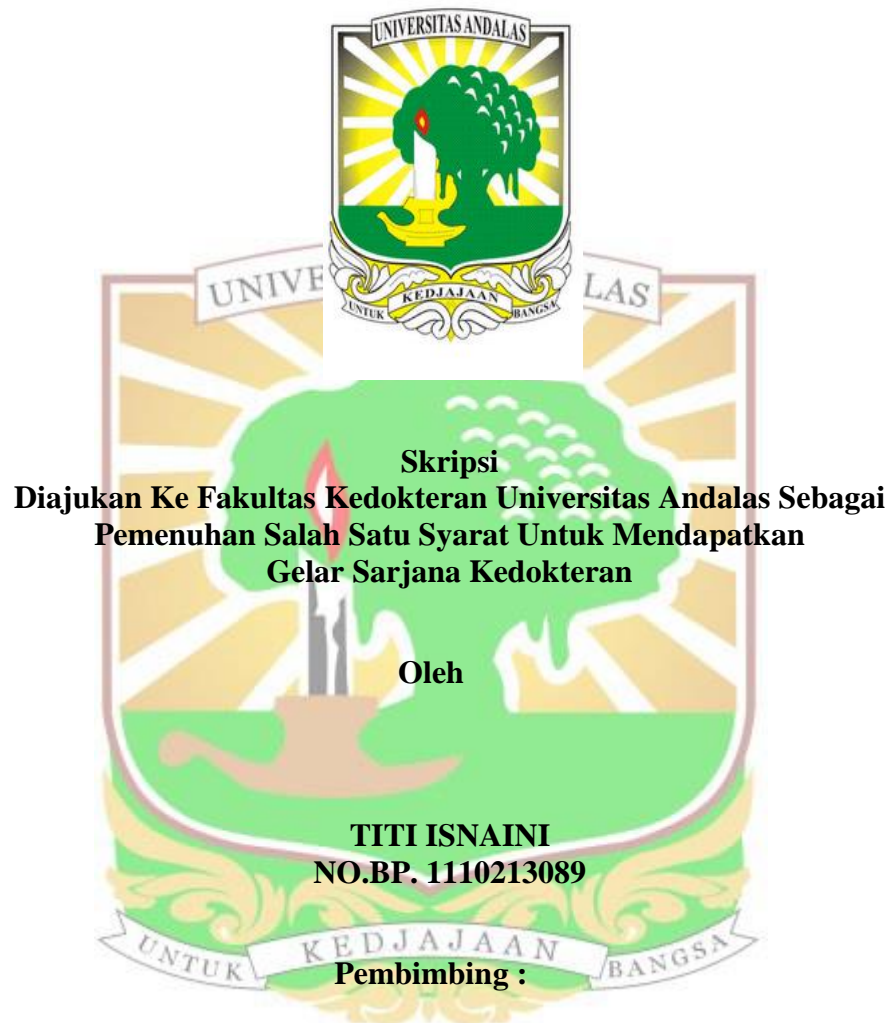 UNIVERSITAS ANDALAS
UNTUK KEDJAJAAN BANGSA
UNIVE LAS
Skripsi
Diajukan Ke Fakultas Kedokteran Universitas Andalas Sebagai
Pemenuhan Salah Satu Syarat Untuk Mendapatkan
Gelar Sarjana Kedokteran
Oleh
TITI ISNAINI
NO.BP. 1110213089
UNTUK KEDJAJAAN BANGSA
Pembimbing :